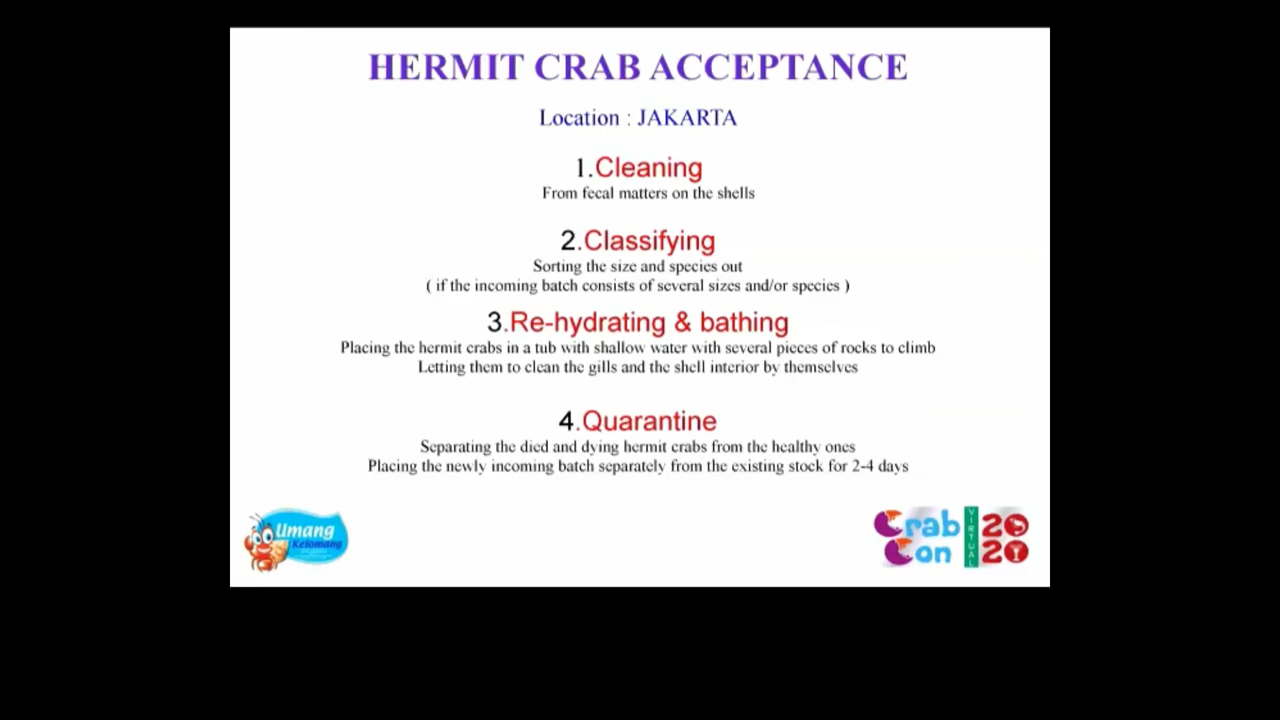 HERMIT CRAB ACCEPTANCE
Location : JAKARTA
1.Cleaning
From fecal matters on the shells
2.Classifying
Sorting the size and species out
( if the incoming batch consists of several sizes and/or species )
3.Re-hydrating & bathing
Placing the hermit crabs in a tub with shallow water with several pieces of rocks to climb
Letting them to clean the gills and the shell interior by themselves
4.Quarantine
Separating the died and dying hermit crabs from the healthy ones
Placing the newly incoming batch separately from the existing stock for 2-4 days
Umang
Kelomang
Crab
Con
VIRTUAL
20
20